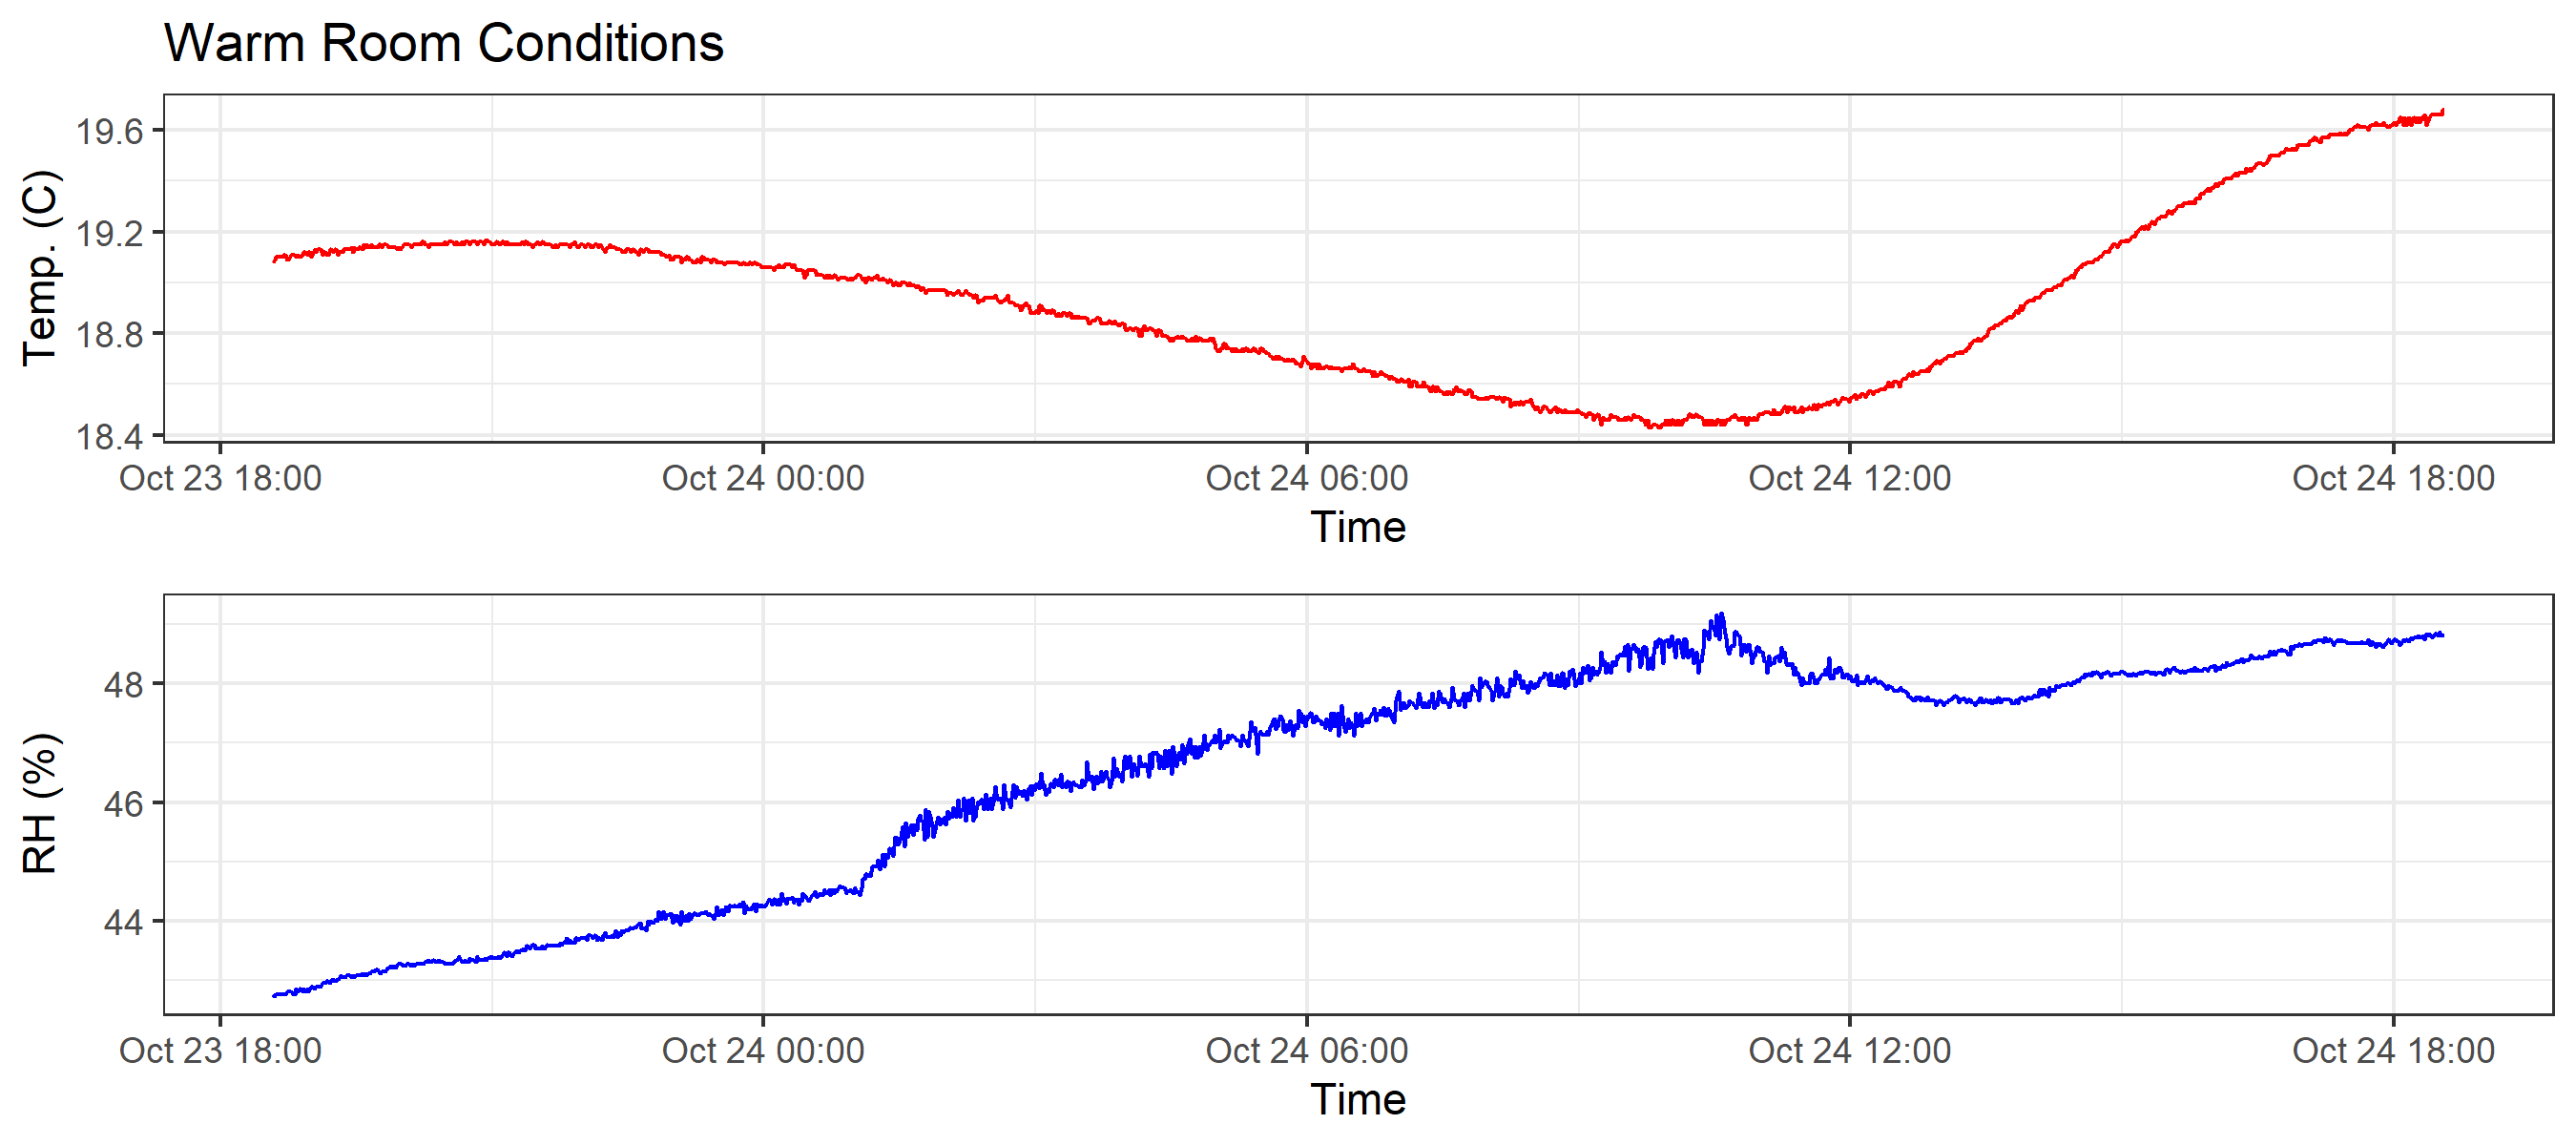 Warm Room Conditions
Temp. (C)
19.6
19.2
18.8
18.4
Oct 23 18:00 Oct 24 00:00 Oct 24 06:00 Oct 24 12:00 Oct 24 18:00
Time
RH (%)
48
46
44
Oct 23 18:00 Oct 24 00:00 Oct 24 06:00 Oct 24 12:00 Oct 24 18:00
Time